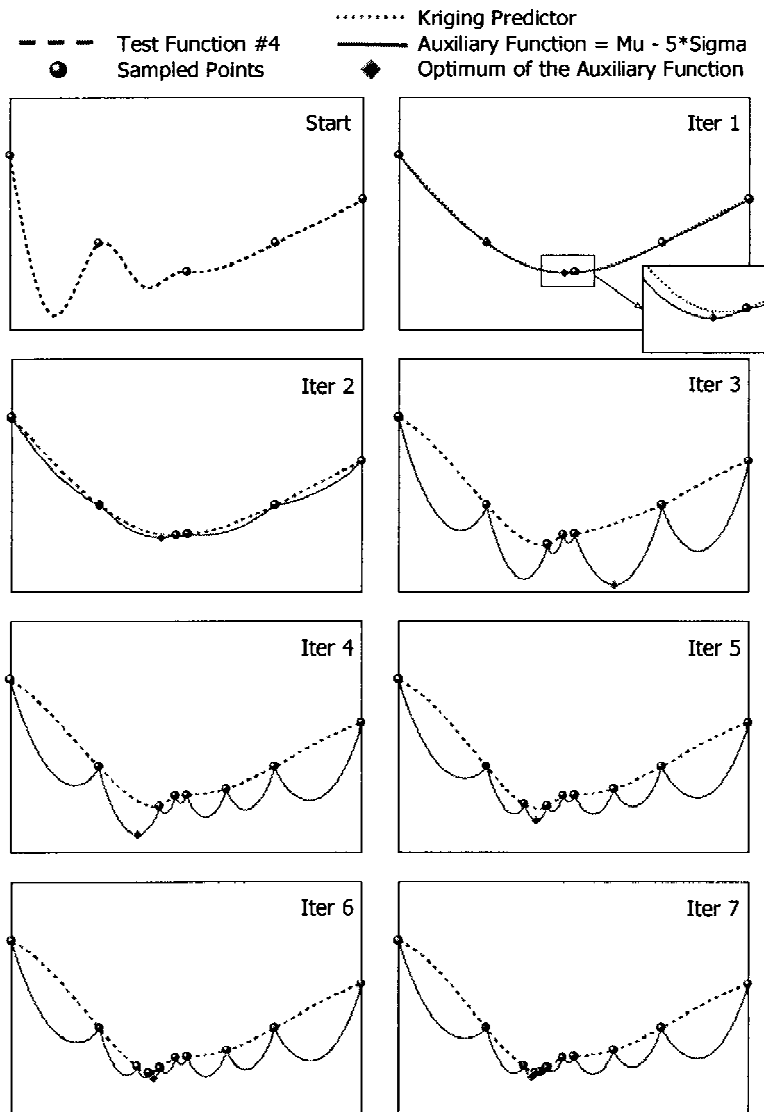 Kriging Predictor
Test Function #4
Auxiliary Function = Mu - 5*Sigma
Sampled Points
Optimum of the Auxiliary Function
Start
Iter 1
Iter 2
Iter 3
Iter 4
Iter 5
Iter 6
Iter 7